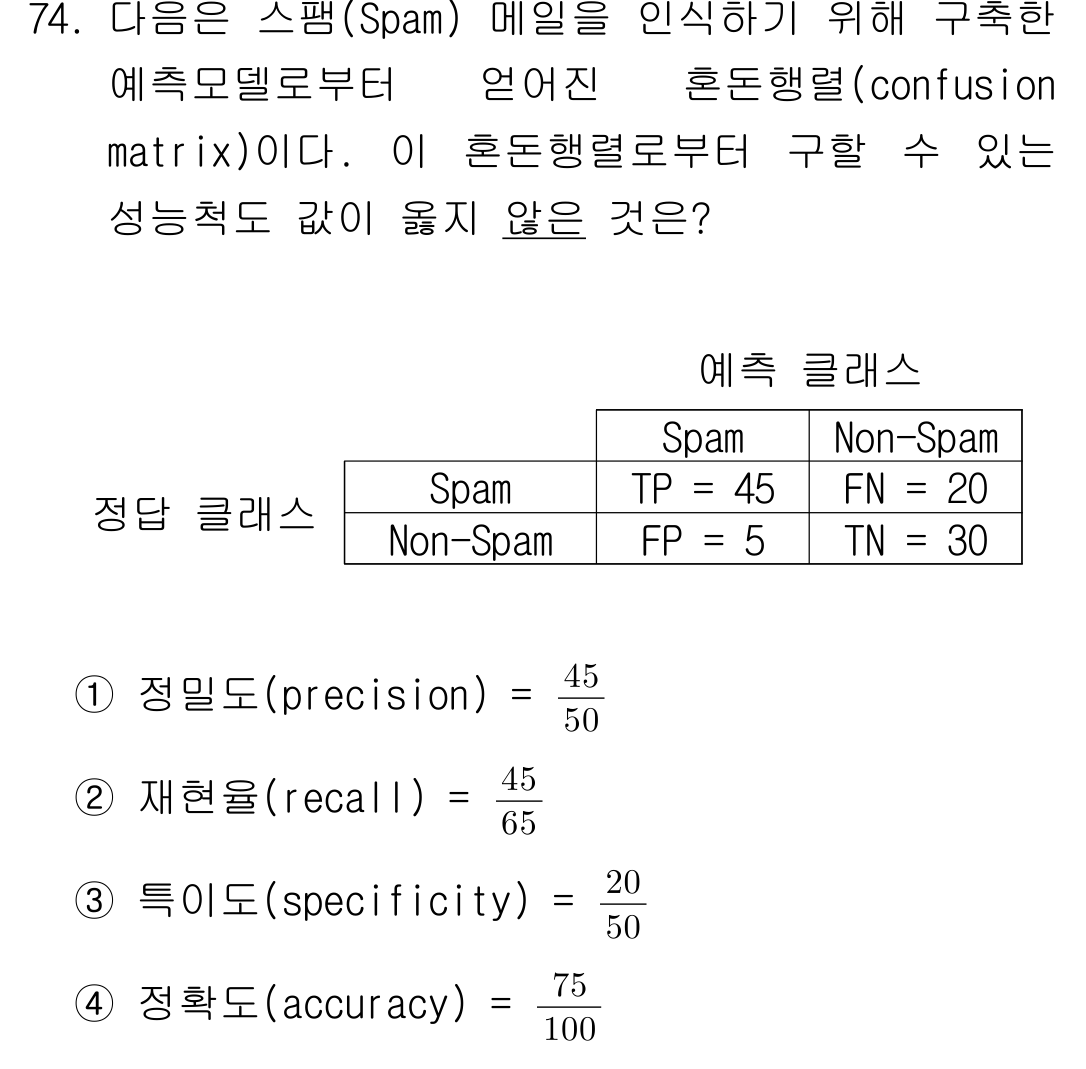 74. 다음은 스팸(Spam) 메일을 인식하기 위해 구축한
예측모델로부터 얻어진 혼돈행렬(confusion
matrix)이다. 이 혼돈행렬로부터 구할 수 있는
성능척도 값이 옳지 않은 것은?
예측 클래스
Spam Non-Spam
정답 클래스 Spam TP = 45 FN = 20
Non-Spam FP = 5 TN = 30
① 정밀도(precision) = 45/50
② 재현율(recall) = 45/65
③ 특이도(specificity) = 20/50
④ 정확도(accuracy) = 75/100